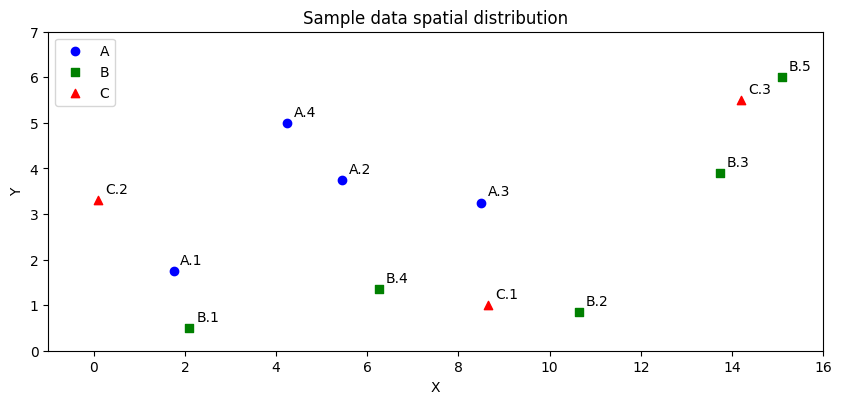 Sample data spatial distribution
A
B
C
A.1
A.2
A.3
A.4
B.1
B.2
B.3
B.4
B.5
C.1
C.2
C.3
7
6
5
4
3
2
1
0
Y
0 2 4 6 8 10 12 14 16
X